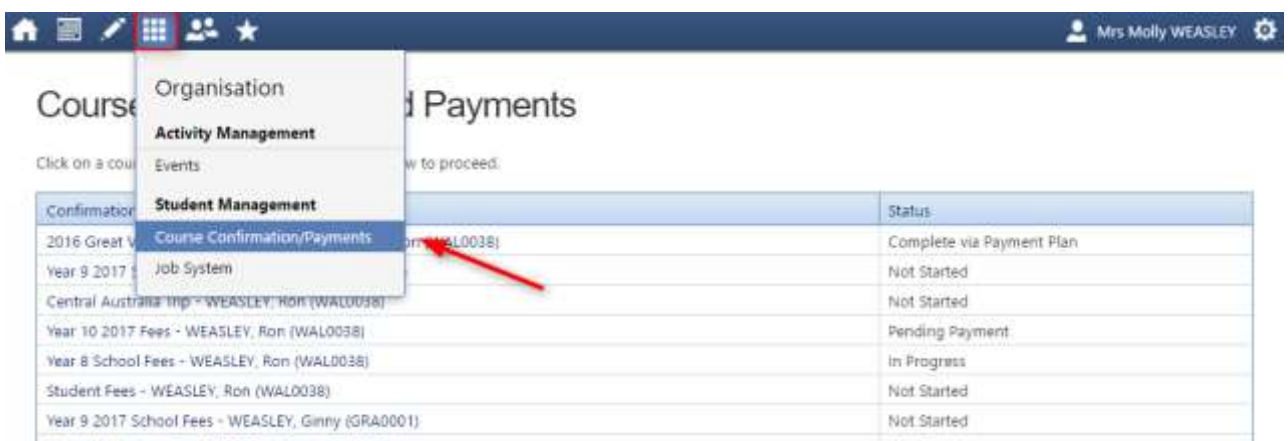 Mrs Molly WEASLEY
Organisation
Activity Management
Events
Student Management
Course Confirmation/Payments
Job System
Course Payments
Click on a w to proceed.
Confirmation Status
2016 Great (WAL0038) Complete via Payment Plan
Year 9 2017 Not Started
Central Australia Trip - WEASLEY, Ron (WAL0038) Not Started
Year 10 2017 Fees - WEASLEY, Ron (WAL0038) Pending Payment
Year 8 School Fees - WEASLEY, Ron (WAL0038) In Progress
Student Fees - WEASLEY, Ron (WAL0038) Not Started
Year 9 2017 School Fees - WEASLEY, Ginny (GRA0001) Not Started